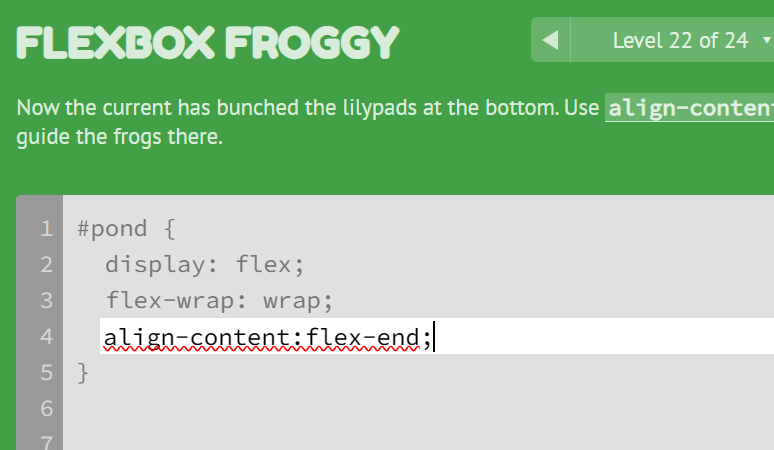 FLEXBOX FROGGY
Level 22 of 24
Now the current has bunched the lilypads at the bottom. Use align-content
guide the frogs there.
1 #pond {
2 display: flex;
3 flex-wrap: wrap;
4 align-content:flex-end;
5 }
6
7